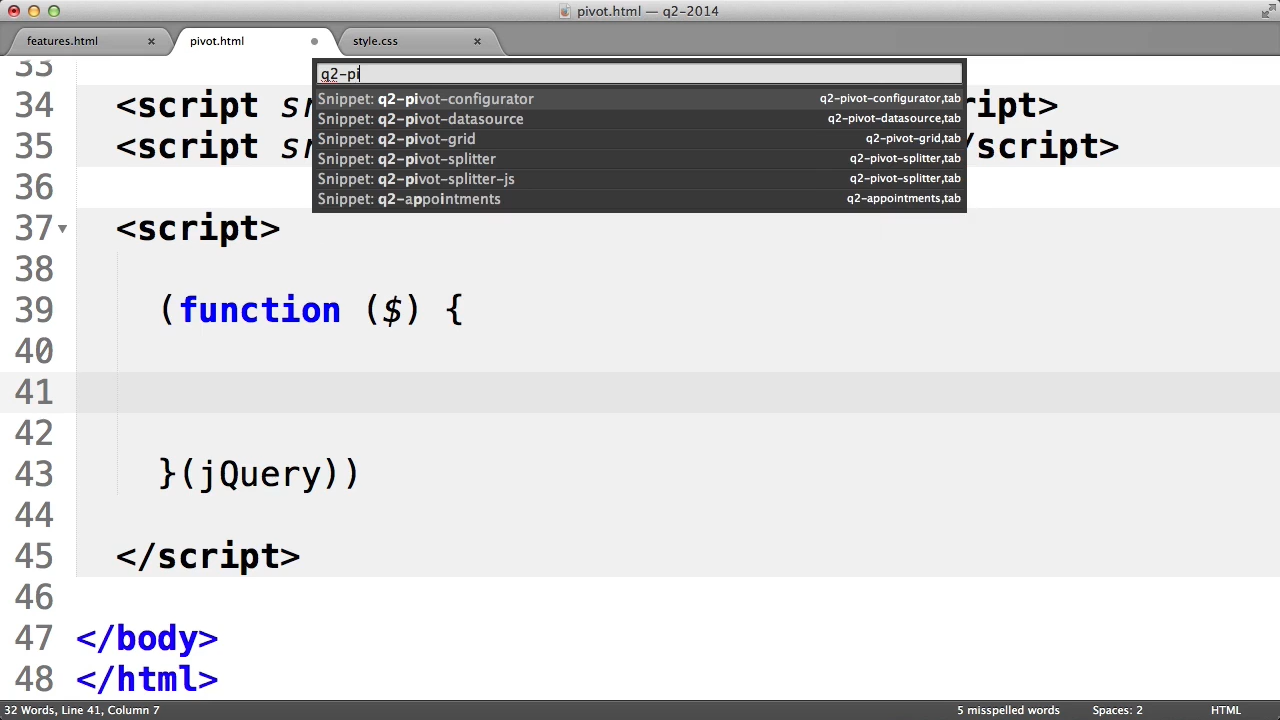 pivot.html — q2-2014
features.html × pivot.html style.css ×
q2-pi
Snippet: q2-pivot-configurator q2-pivot-configurator,tab
Snippet: q2-pivot-datasource q2-pivot-datasource,tab
Snippet: q2-pivot-grid q2-pivot-grid,tab
Snippet: q2-pivot-splitter q2-pivot-splitter,tab
Snippet: q2-pivot-splitter-js q2-pivot-splitter,tab
Snippet: q2-appointments q2-appointments,tab
33
34 <script
35 <script /script>
36
37 <script>
38
39 (function ($) {
40
41
42
43 }(jQuery))
44
45 </script>
46
47 </body>
48 </html>
32 Words, Line 41, Column 7 5 misspelled words Spaces: 2 HTML